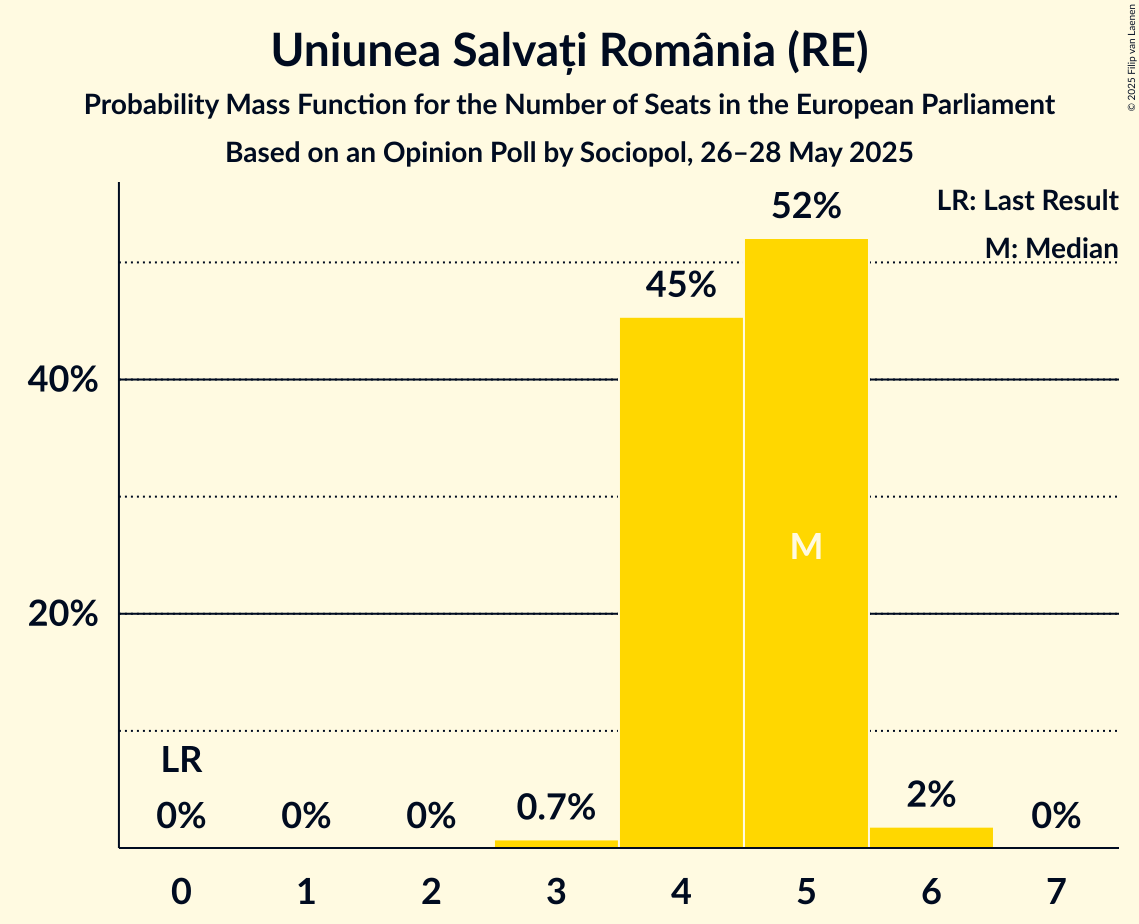 Uniunea Salvați România (RE)
Probability Mass Function for the Number of Seats in the European Parliament
Based on an Opinion Poll by Sociopol, 26–28 May 2025
© 2025 Filip van Laenen
LR: Last Result
M: Median
52%
45%
40%
M
20%
LR
0%
0%
0%
0.7%
2%
0%
0
1
2
3
4
5
6
7